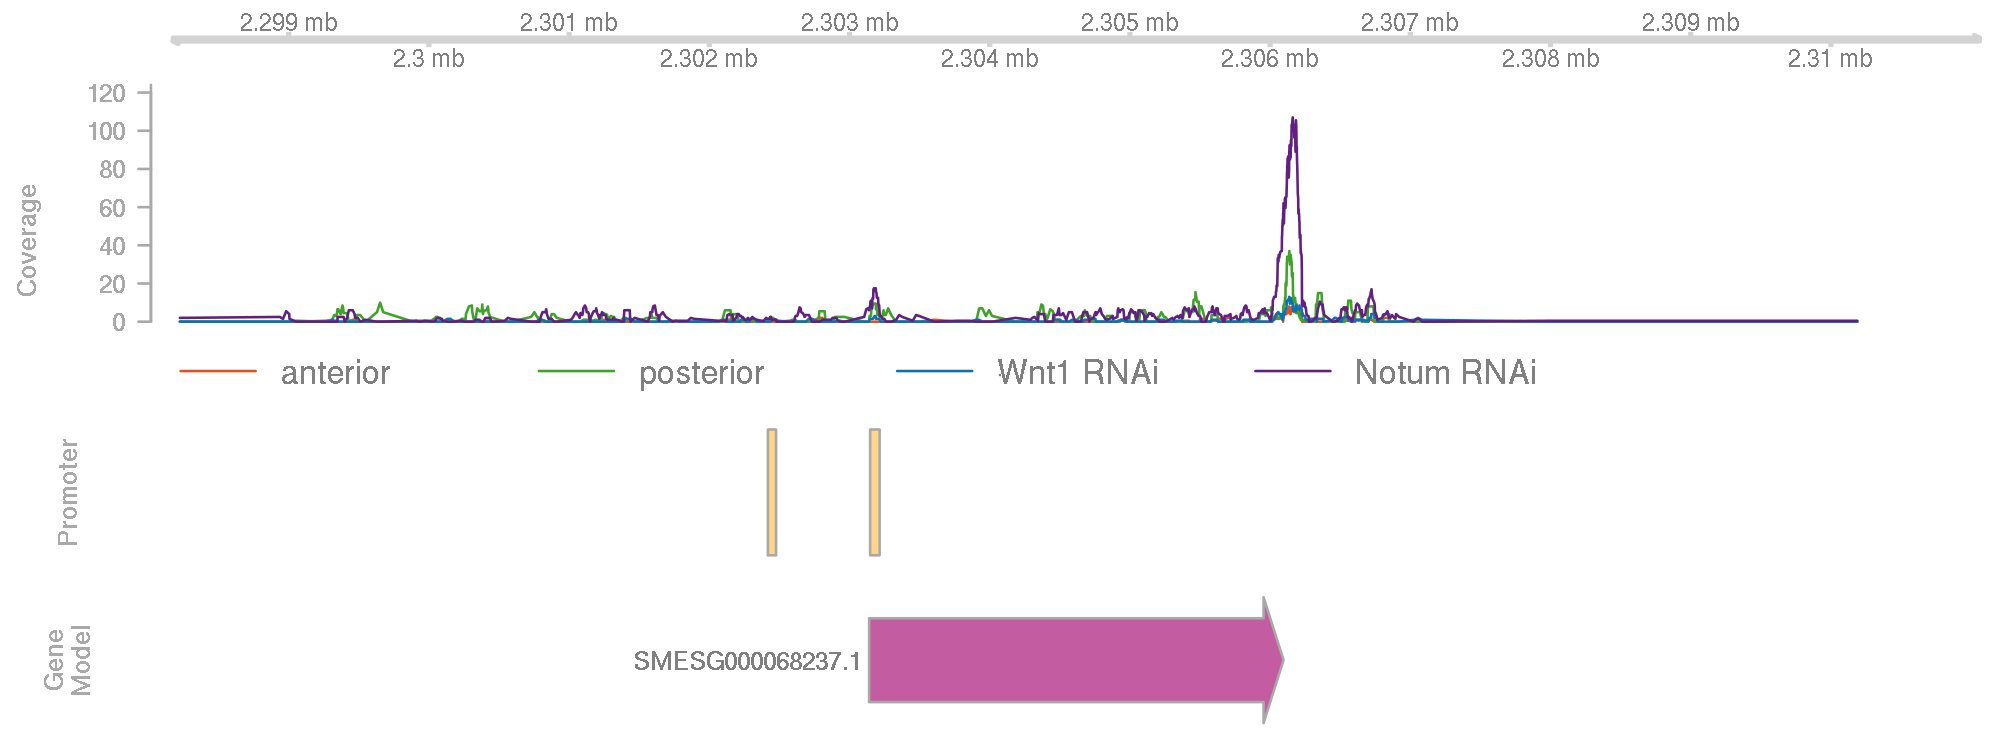 2.299 mb 2.301 mb 2.303 mb 2.305 mb 2.307 mb 2.309 mb
2.3 mb 2.302 mb 2.304 mb 2.306 mb 2.308 mb 2.31 mb
Coverage
120
100
80
60
40
20
0
anterior posterior Wnt1 RNAi Notum RNAi
Promoter
Gene
Model
SMESG000068237.1